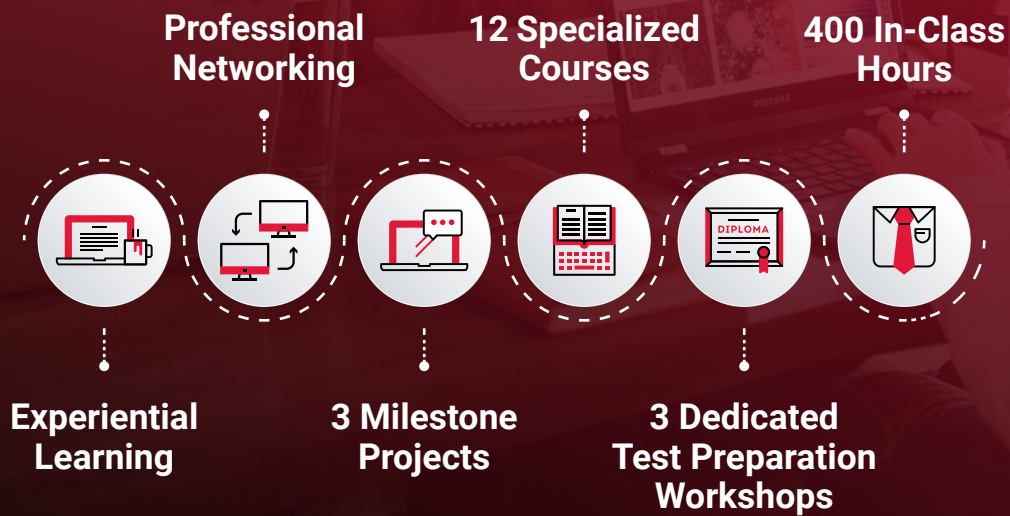 Professional
Networking
12 Specialized
Courses
400 In-Class
Hours
DIPLOMA
Experiential
Learning
3 Milestone
Projects
3 Dedicated
Test Preparation
Workshops